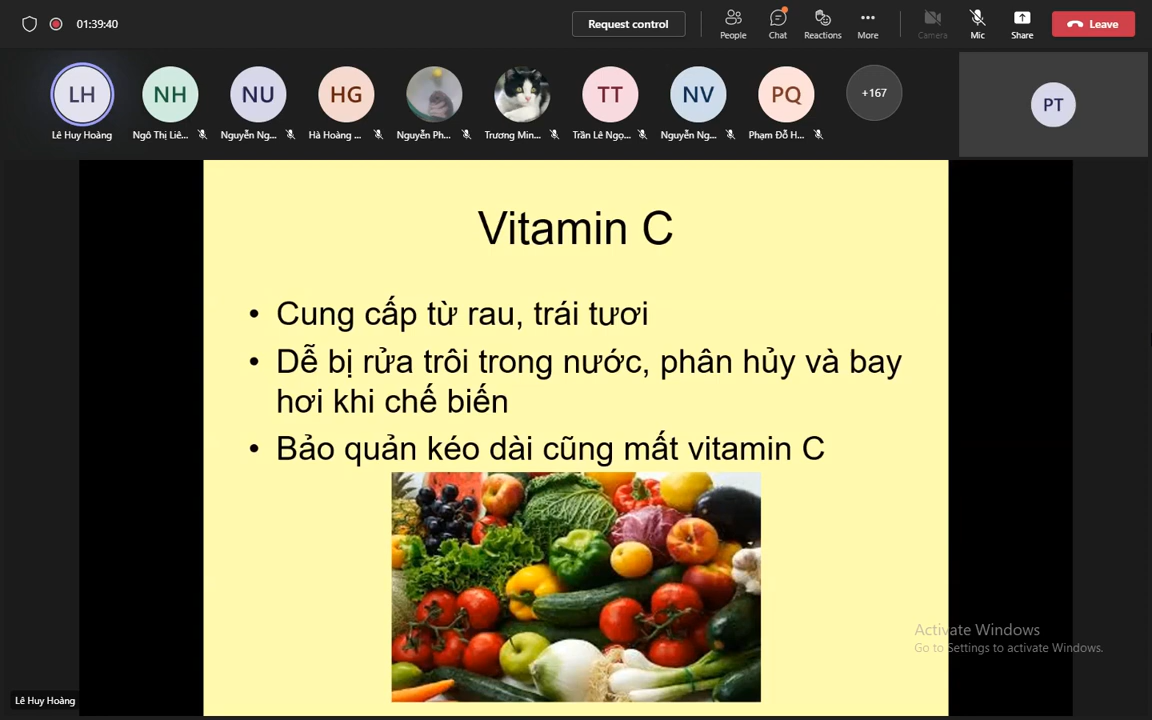 01:39:40
Request control
People
Chat
Reactions
More
Camera
Mic
Share
Leave
LH
NH
NU
HG
TT
NV
PQ
+167
PT
Lê Huy Hoàng
Ngô Thị Liê...
Nguyễn Ng...
Hà Hoàng ...
Nguyễn Ph...
Trương Min...
Trần Lê Ngọ...
Nguyễn Ng...
Phạm Đỗ H...
Vitamin C
• Cung cấp từ rau, trái tươi
• Dễ bị rửa trôi trong nước, phân hủy và bay
hơi khi chế biến
• Bảo quản kéo dài cũng mất vitamin C
Activate Windows
Go to Settings to activate Windows.
Lê Huy Hoàng